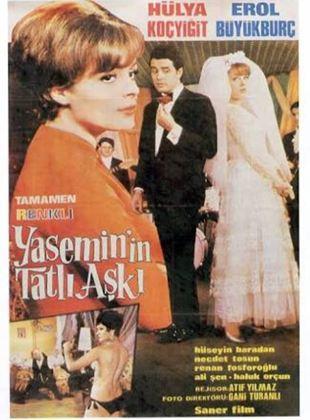 HÜLYA EROL
KOÇYİĞİT BÜYÜKBURÇ
TAMAMEN
RENKLİ
Yasemin'in
Tatlı Aşkı
hüseyin baradan
necdet tosun
renan fosforoğlu
ali şen - haluk orçun
REJİSÖR: ATIF YILMAZ
FOTO DİREKTÖRÜ: GANİ TURANLI
Saner film